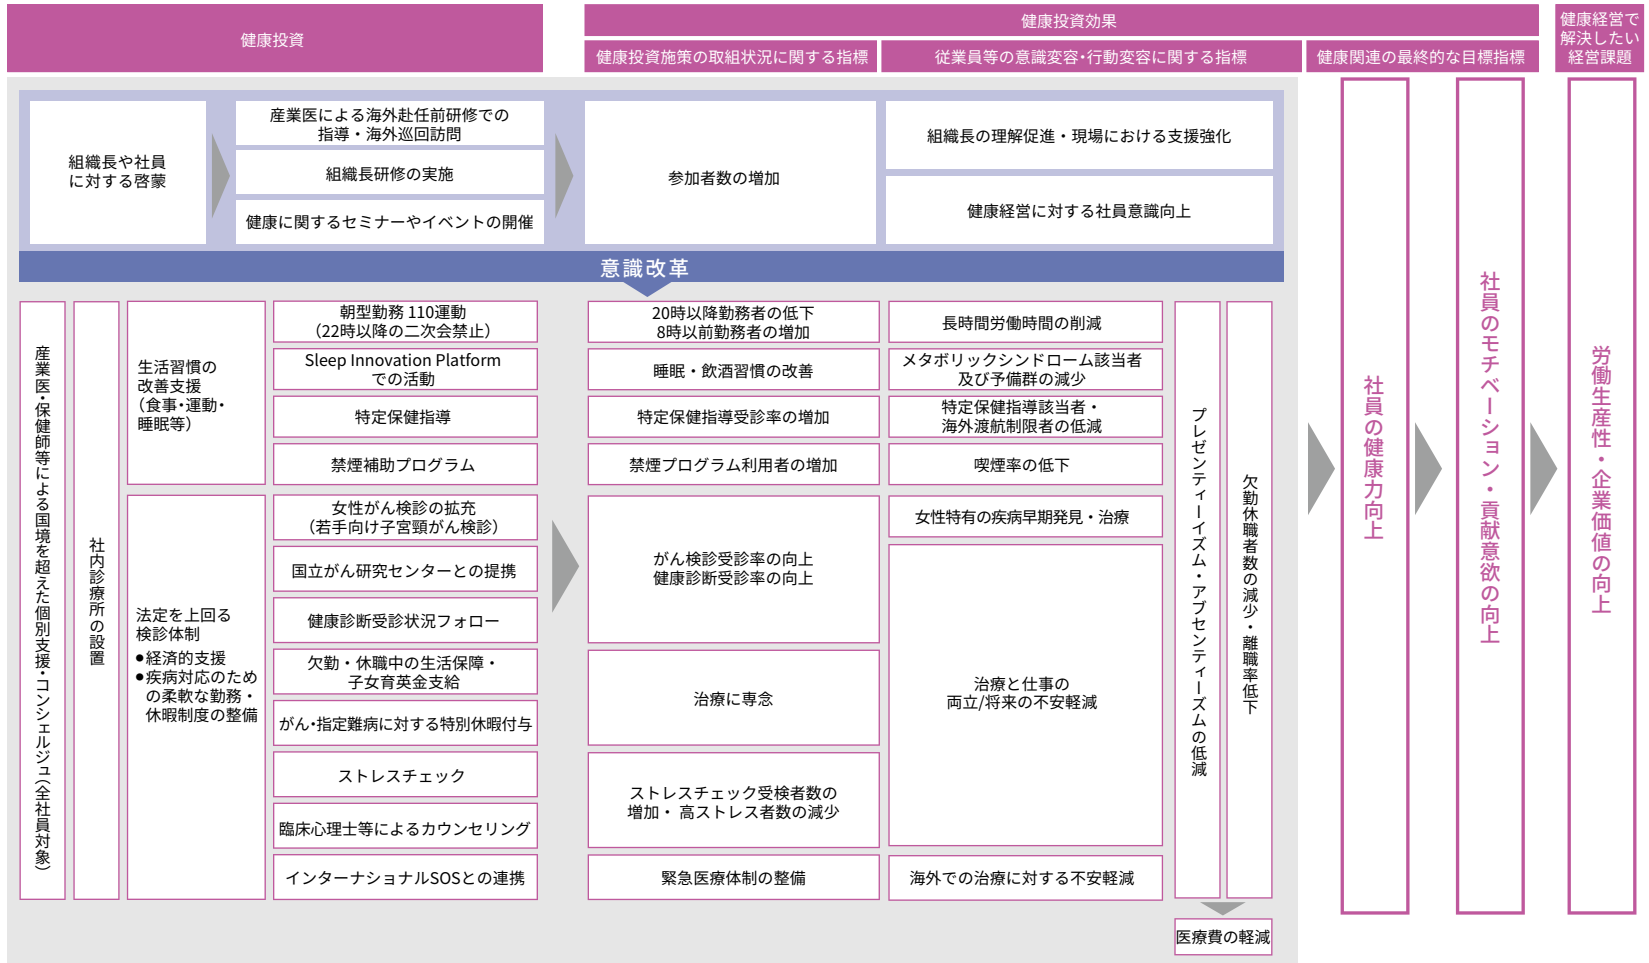 健康投資
健康投資効果
健康投資施策の取組状況に関する指標
従業員等の意識変容・行動変容に関する指標
健康関連の最終的な目標指標
健康経営で
解決したい
経営課題
組織長や社員
に対する啓蒙
産業医による海外赴任前研修での
指導・海外巡回訪問
組織長研修の実施
健康に関するセミナーやイベントの開催
参加者数の増加
組織長の理解促進・現場における支援強化
健康経営に対する社員意識向上
意識改革
産業医・保健師等による国境を超えた個別支援・コンシェルジュ（全社員対象）
社内診療所の設置
生活習慣の
改善支援
（食事・運動・
睡眠等）
朝型勤務 110運動
（22時以降の二次会禁止）
Sleep Innovation Platform
での活動
特定保健指導
禁煙補助プログラム
法定を上回る
検診体制
●経済的支援
●疾病対応のため
の柔軟な勤務・
休暇制度の整備
女性がん検診の拡充
（若手向け子宮頸がん検診）
国立がん研究センターとの提携
健康診断受診状況フォロー
欠勤・休職中の生活保障・
子女育英金支給
がん・指定難病に対する特別休暇付与
ストレスチェック
臨床心理士等によるカウンセリング
インターナショナルSOSとの連携
20時以降勤務者の低下
8時以前勤務者の増加
睡眠・飲酒習慣の改善
特定保健指導受診率の増加
禁煙プログラム利用者の増加
がん検診受診率の向上
健康診断受診率の向上
治療に専念
ストレスチェック受検者数の
増加・ 高ストレス者数の減少
緊急医療体制の整備
長時間労働時間の削減
メタボリックシンドローム該当者
及び予備群の減少
特定保健指導該当者・
海外渡航制限者の低減
喫煙率の低下
女性特有の疾病早期発見・治療
治療と仕事の
両立/将来の不安軽減
海外での治療に対する不安軽減
プレゼンティーイズム・アブセンティーズムの低減
欠勤休職者数の減少・離職率低下
医療費の軽減
社員の健康力向上
社員のモチベーション・貢献意欲の向上
労働生産性・企業価値の向上